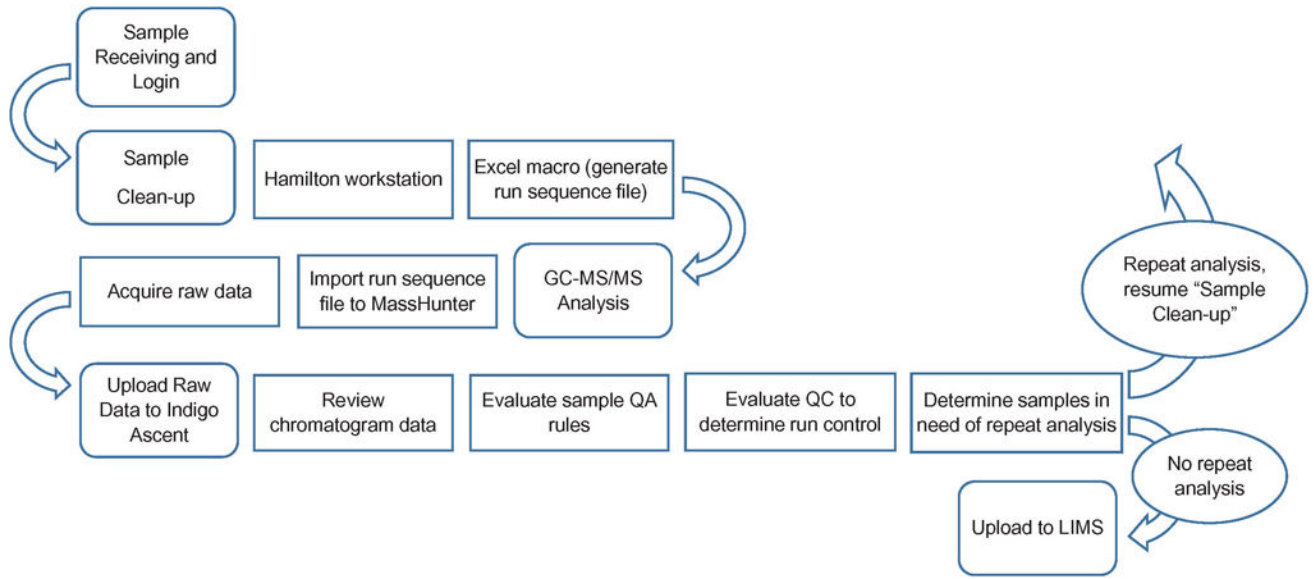 Sample
Receiving and
Login
Sample
Clean-up
Hamilton workstation
Excel macro (generate
run sequence file)
Acquire raw data
Import run sequence
file to MassHunter
GC-MS/MS
Analysis
Repeat analysis,
resume “Sample
Clean-up”
Upload Raw
Data to Indigo
Ascent
Review
chromatogram data
Evaluate sample QA
rules
Evaluate QC to
determine run control
Determine samples in
need of repeat analysis
No repeat
analysis
Upload to LIMS